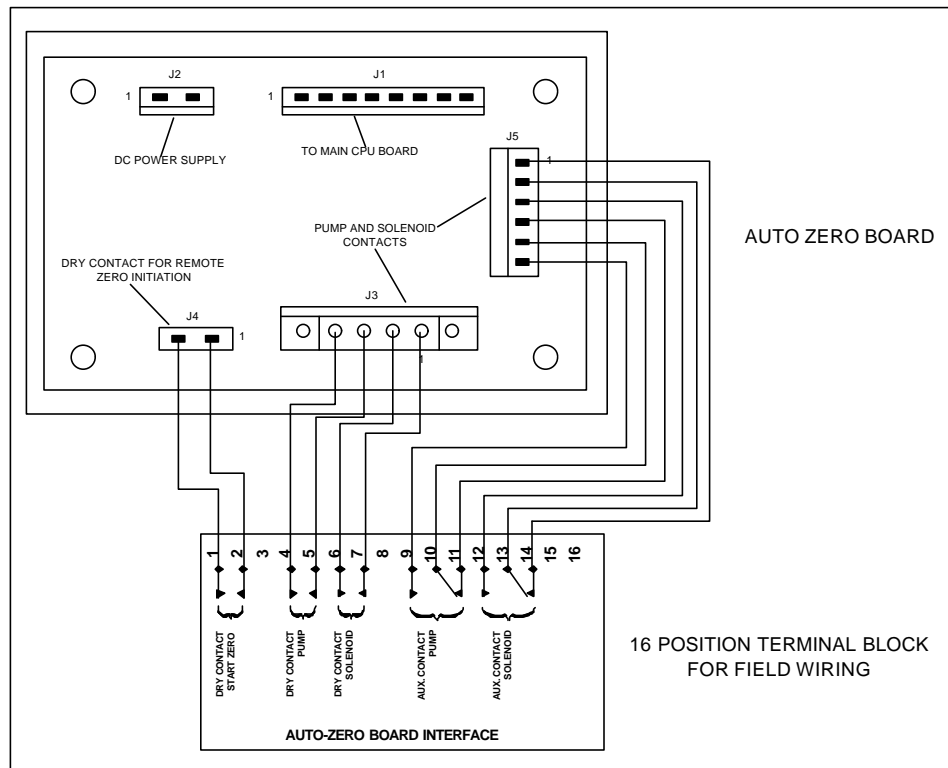 J2
J1
1
1
DC POWER SUPPLY
TO MAIN CPU BOARD
J5
1
PUMP AND SOLENOID
CONTACTS
AUTO ZERO BOARD
DRY CONTACT FOR REMOTE
ZERO INITIATION
J4
1
J3
1
1
2
3
4
5
6
7
8
9
10
11
12
13
14
15
16
DRY CONTACT
START ZERO
DRY CONTACT
PUMP
DRY CONTACT
SOLENOID
AUX. CONTACT
PUMP
AUX. CONTACT
SOLENOID
16 POSITION TERMINAL BLOCK
FOR FIELD WIRING
AUTO-ZERO BOARD INTERFACE